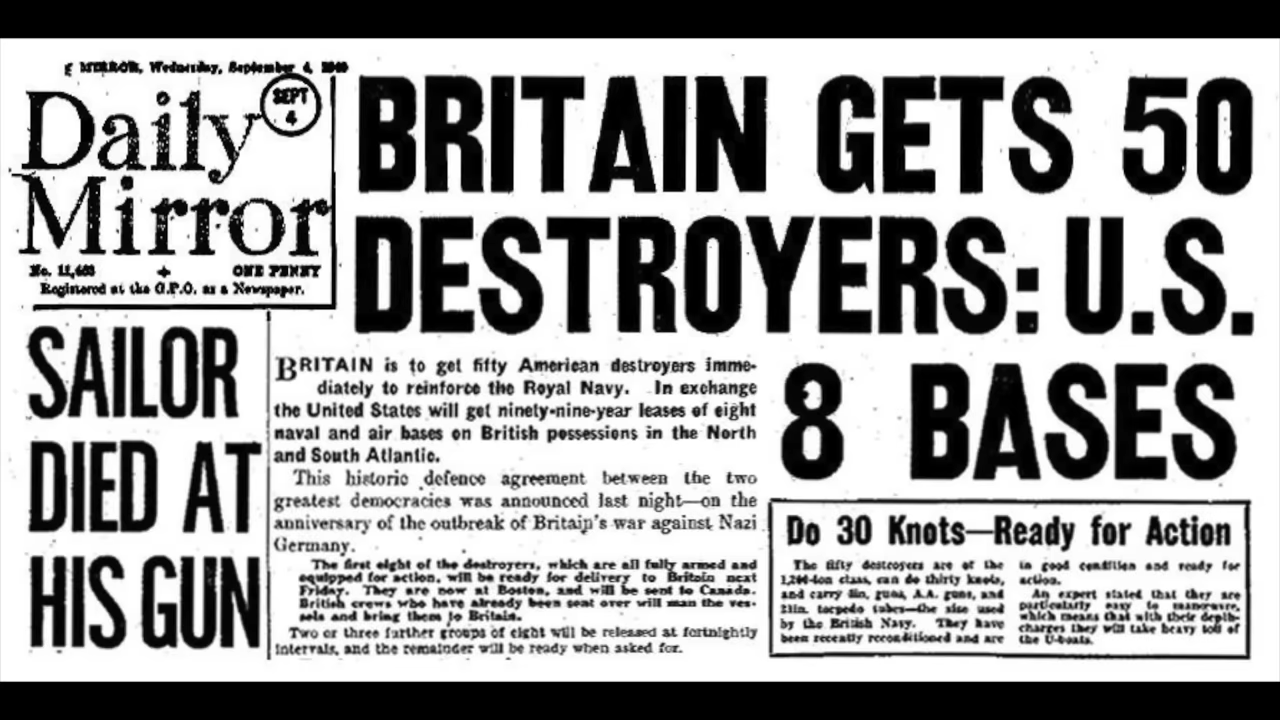 MIRROR, Wednesday, September 4, 1940
Daily
Mirror
SEPT
4
No. 11,463
ONE PENNY
Registered at the G.P.O. as a Newspaper.
BRITAIN GETS 50
DESTROYERS: U.S.
8 BASES
SAILOR
DIED AT
HIS GUN
BRITAIN is to get fifty American destroyers imme-
diately to reinforce the Royal Navy. In exchange
the United States will get ninety-nine-year leases of eight
naval and air bases on British possessions in the North
and South Atlantic.
This historic defence agreement between the two
greatest democracies was announced last night—on the
anniversary of the outbreak of Britain's war against Nazi
Germany.
The first eight of the destroyers, which are all fully armed and
equipped for action, will be ready for delivery to Britain next
Friday. They are now at Boston, and will be sent to Canada.
British crews who have already been sent over will man the ves-
sels and bring them to Britain.
Two or three further groups of eight will be released at fortnightly
intervals, and the remainder will be ready when asked for.
Do 30 Knots—Ready for Action
The fifty destroyers are of the
1,200-ton class, can do thirty knots,
and carry 4in. guns, A.A. guns, and
21in. torpedo tubes—the size used
by the British Navy. They have
been recently reconditioned and are
in good condition and ready for
action.
An expert stated that they are
particularly easy to manœuvre,
which means that with their depth-
charges they will take heavy toll of
the U-boats.